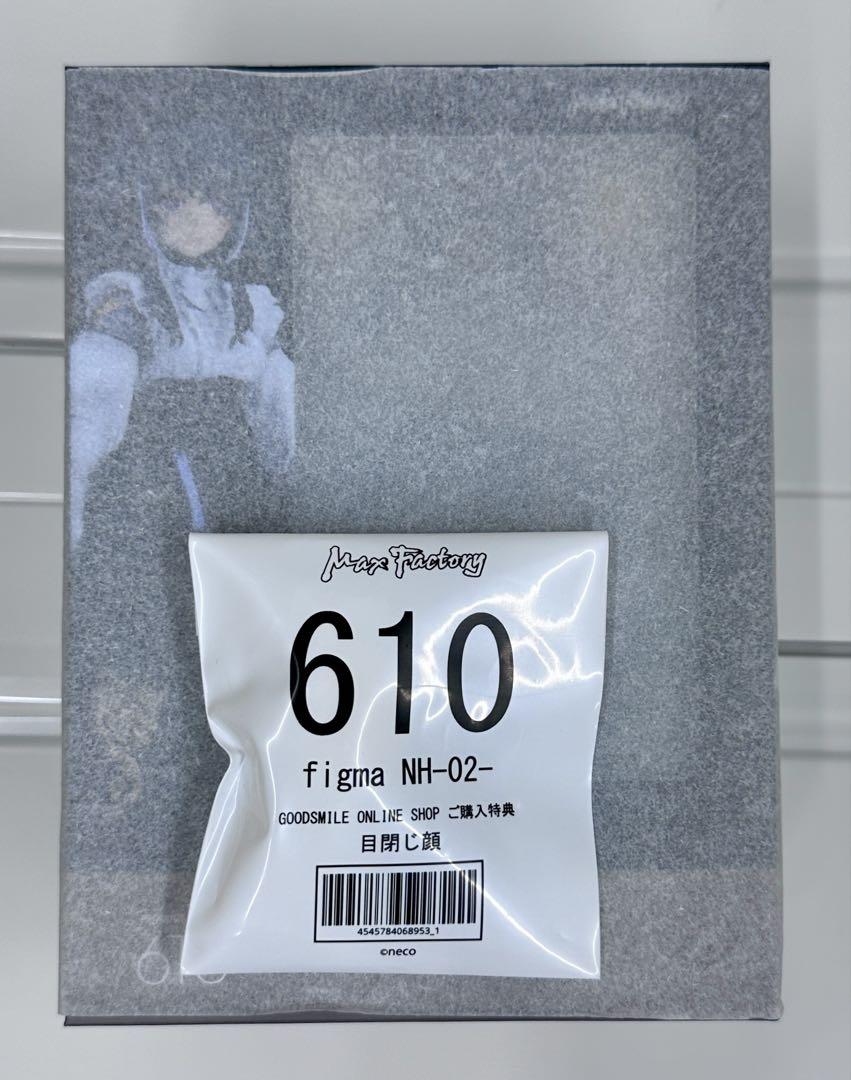 Max Factory
610
figma NH-02-
GOODSMILE ONLINE SHOP ご購入特典
目閉じ顔
4545784068953_1
©neco
610